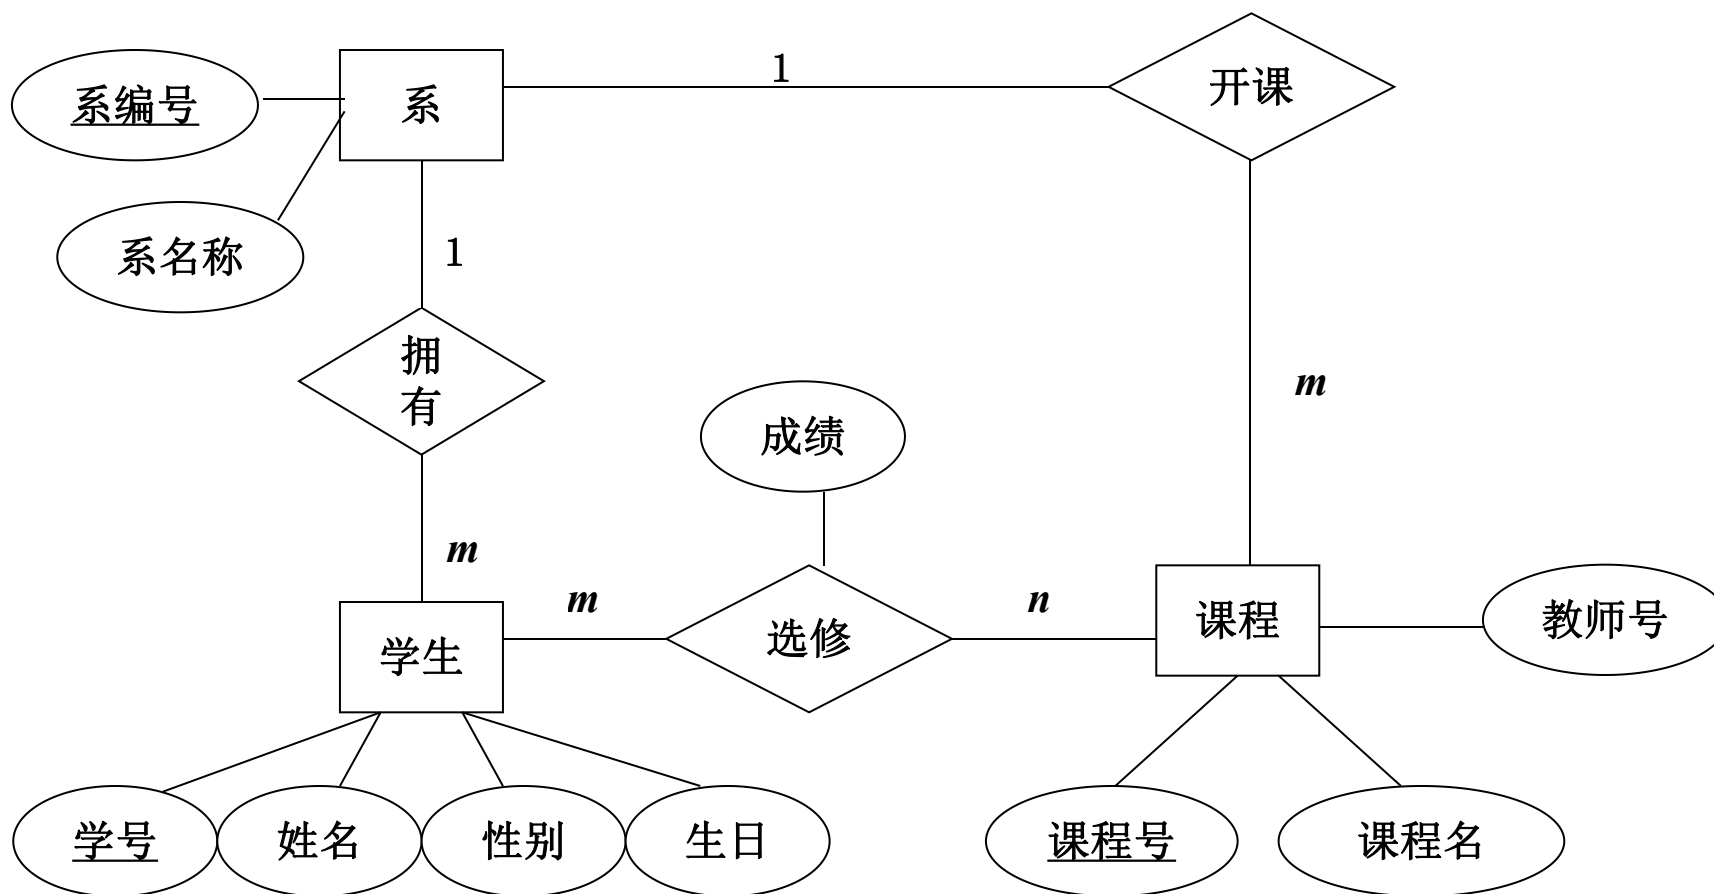 系编号
系
1
开课
系名称
1
拥
有
m
成绩
m
m
选修
n
课程
教师号
学生
学号
姓名
性别
生日
课程号
课程名